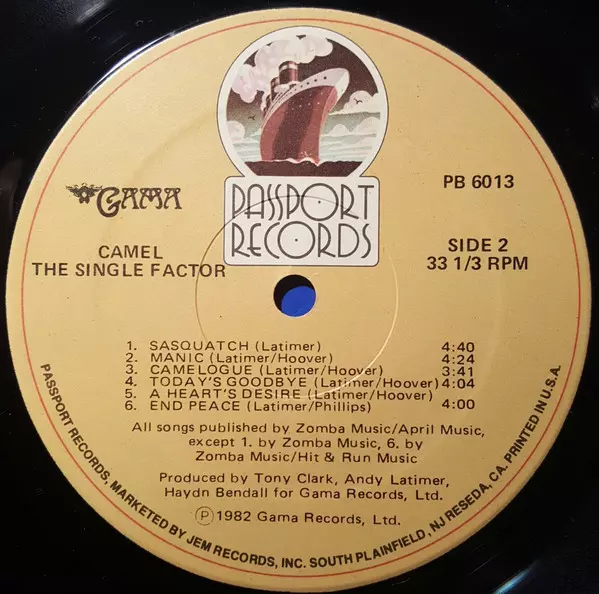 PASSPORT
RECORDS
GAMA
PB 6013
CAMEL
THE SINGLE FACTOR
SIDE 2
33 1/3 RPM
1. SASQUATCH (Latimer) 4:40
2. MANIC (Latimer/Hoover) 4:24
3. CAMELOGUE (Latimer/Hoover) 3:41
4. TODAY'S GOODBYE (Latimer/Hoover) 4:04
5. A HEART'S DESIRE (Latimer/Hoover)
6. END PEACE (Latimer/Phillips) 4:00
All songs published by Zomba Music/April Music,
except 1. by Zomba Music, 6. by
Zomba Music/Hit & Run Music
Produced by Tony Clark, Andy Latimer,
Haydn Bendall for Gama Records, Ltd.
Ⓟ1982 Gama Records, Ltd.
PASSPORT RECORDS, MARKETED BY JEM RECORDS, INC. SOUTH PLAINFIELD, NJ RESEDA, CA. PRINTED IN U.S.A.